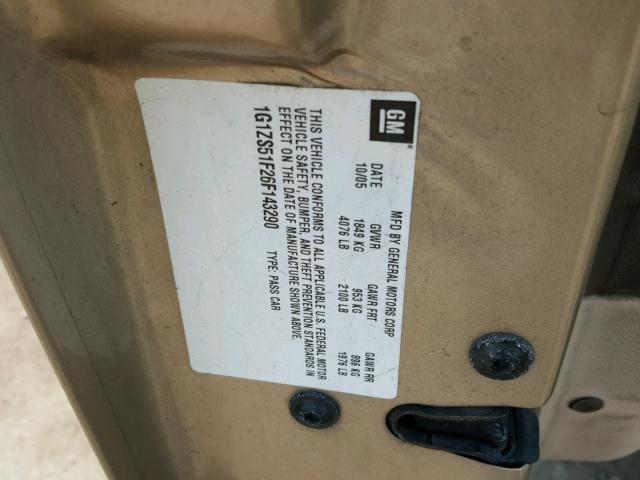 GM
MFD BY GENERAL MOTORS CORP
DATE GVWR GAWR FRT GAWR RR
10/05 1849 KG 953 KG 896 KG
4076 LB 2100 LB 1976 LB
THIS VEHICLE CONFORMS TO ALL APPLICABLE U.S. FEDERAL MOTOR
VEHICLE SAFETY, BUMPER, AND THEFT PREVENTION STANDARDS IN
EFFECT ON THE DATE OF MANUFACTURE SHOWN ABOVE.
1G1ZS51F26F143290 TYPE: PASS CAR